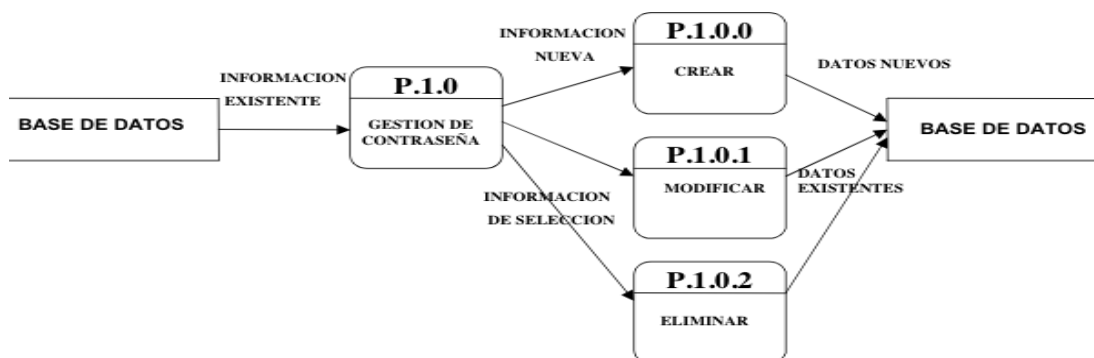 BASE DE DATOS
INFORMACION
EXISTENTE
P.1.0
GESTION DE
CONTRASEÑA
INFORMACION
NUEVA
P.1.0.0
CREAR
DATOS NUEVOS
P.1.0.1
MODIFICAR
DATOS
EXISTENTES
INFORMACION
DE SELECCION
P.1.0.2
ELIMINAR
BASE DE DATOS